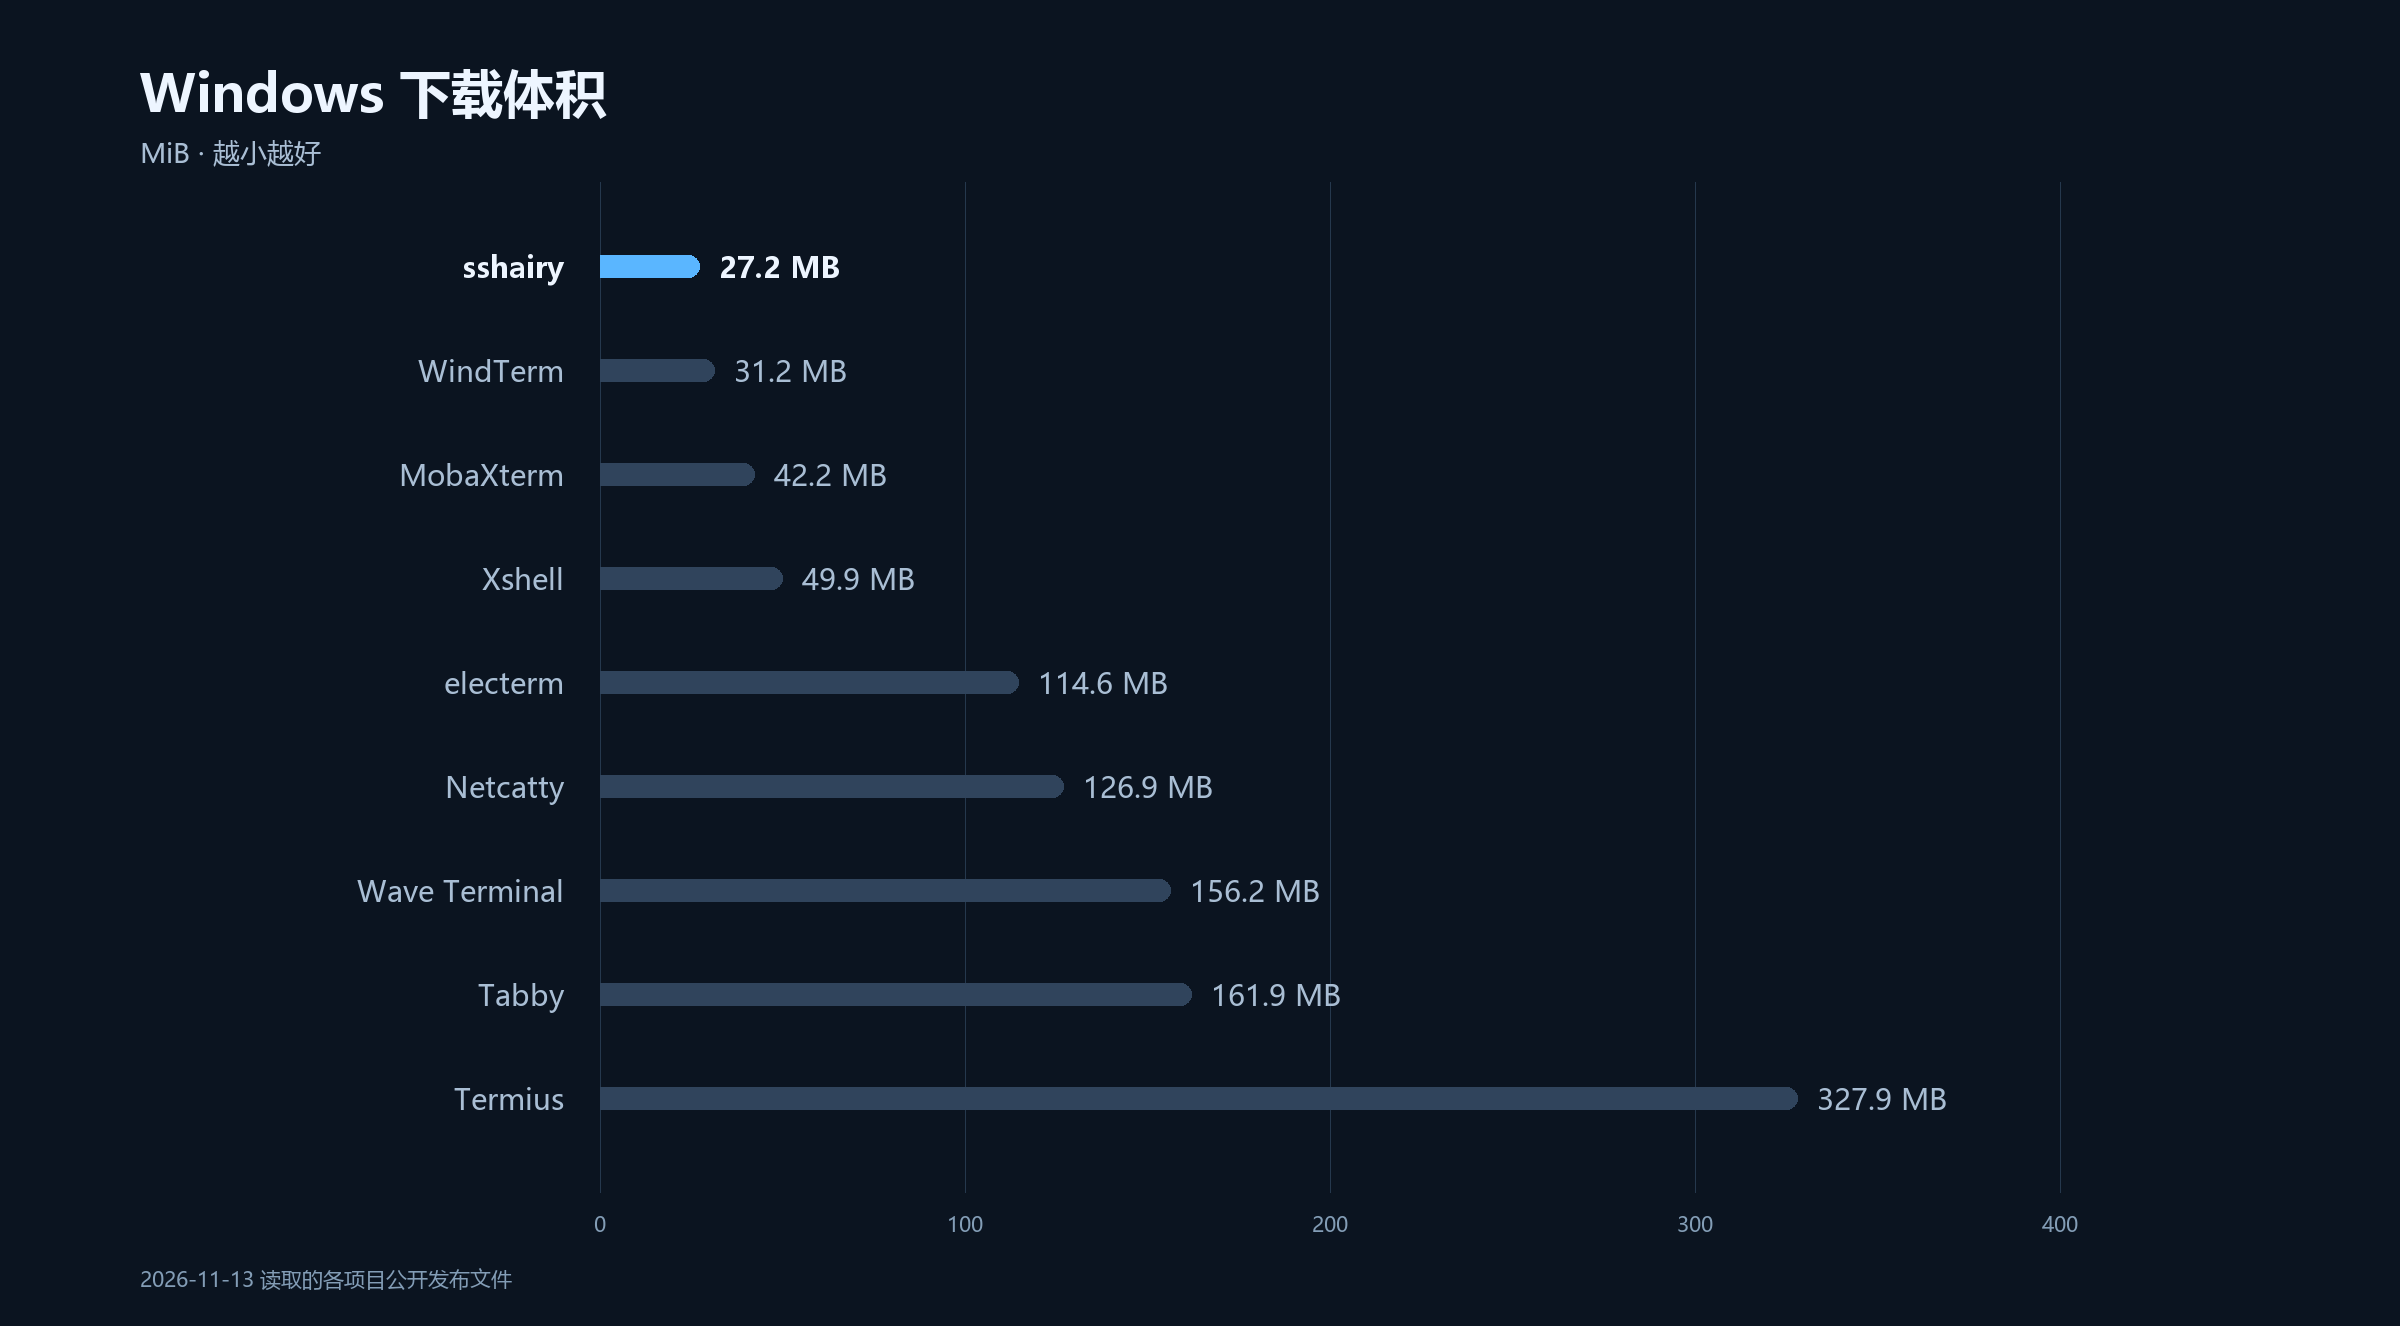 Windows 下载体积
MiB · 越小越好
sshairy 27.2 MB
WindTerm 31.2 MB
MobaXterm 42.2 MB
Xshell 49.9 MB
electerm 114.6 MB
Netcatty 126.9 MB
Wave Terminal 156.2 MB
Tabby 161.9 MB
Termius 327.9 MB
0 100 200 300 400
2026-11-13 读取的各项目公开发布文件